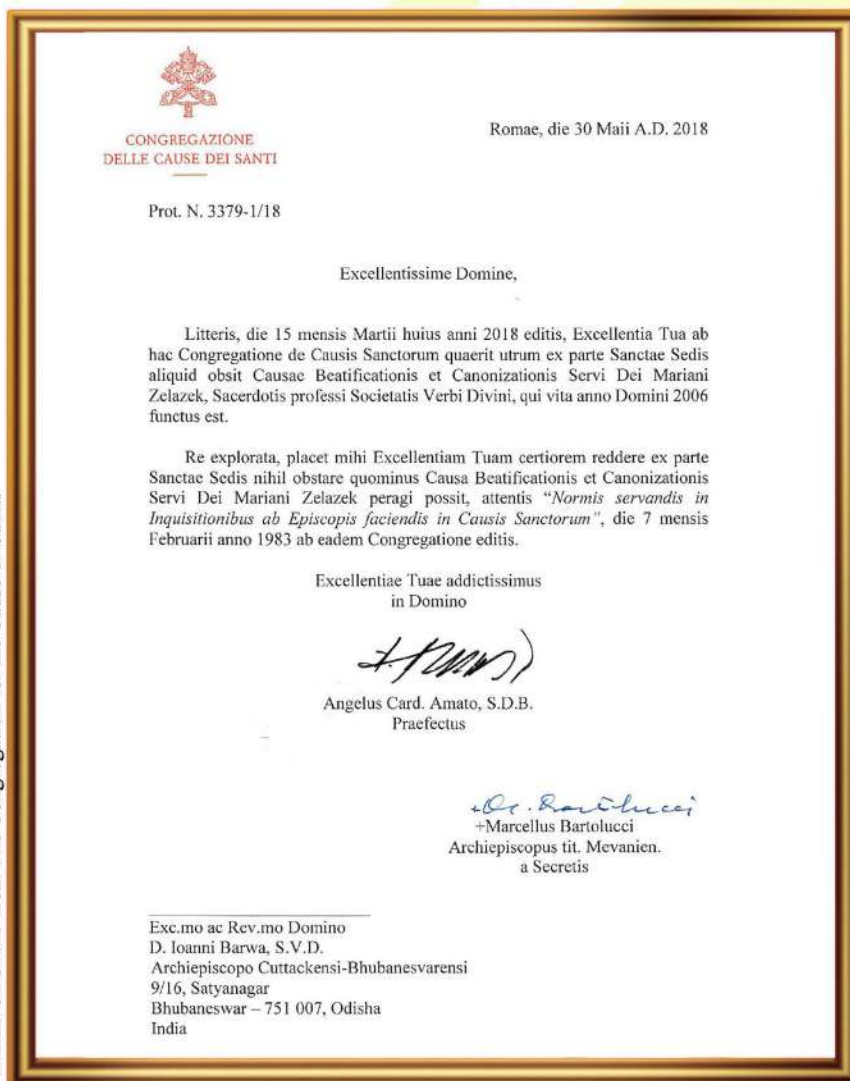 CONGREGAZIONE
DELLE CAUSE DEI SANTI
Romae, die 30 Maii A.D. 2018
Prot. N. 3379-1/18
Excellentissime Domine,
Litteris, die 15 mensis Martii huius anni 2018 editis, Excellentia Tua ab
hac Congregatione de Causis Sanctorum quaerit utrum ex parte Sanctae Sedis
aliquid obsit Causae Beatificationis et Canonizationis Servi Dei Mariani
Zelazek, Sacerdotis professi Societatis Verbi Divini, qui vita anno Domini 2006
functus est.
Re explorata, placet mihi Excellentiam Tuam certiorem reddere ex parte
Sanctae Sedis nihil obstare quominus Causa Beatificationis et Canonizationis
Servi Dei Mariani Zelazek peragi possit, attentis "Normis servandis in
Inquisitionibus ab Episcopis faciendis in Causis Sanctorum", die 7 mensis
Februarii anno 1983 ab eadem Congregatione editis.
Excellentiae Tuae addictissimus
in Domino
Angelus Card. Amato, S.D.B.
Praefectus
+Marcellus Bartolucci
Archiepiscopus tit. Mevanien.
a Secretis
Exc.mo ac Rev.mo Domino
D. Ioanni Barwa, S.V.D.
Archiepiscopo Cuttackensi-Bhubanesvarensi
9/16, Satyanagar
Bhubaneswar – 751 007, Odisha
India